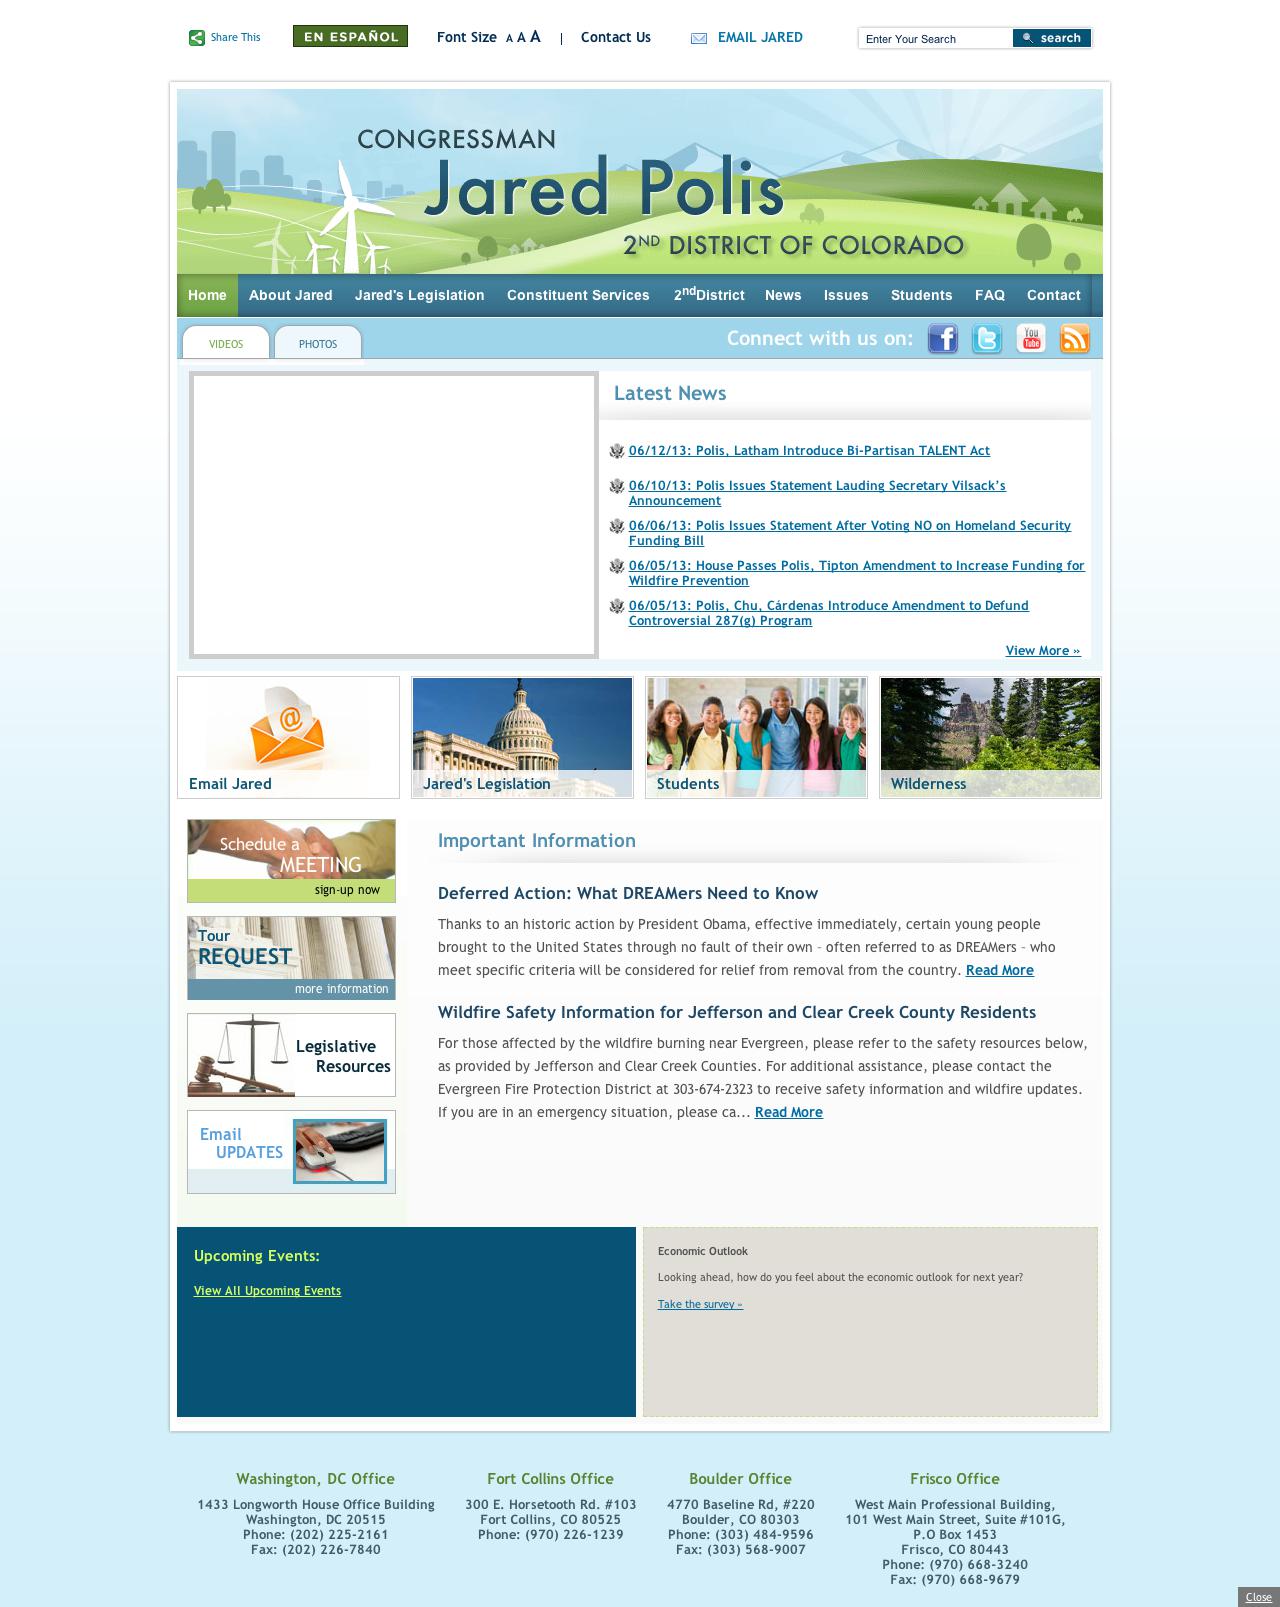 Share This
EN ESPAÑOL
Font Size A A A | Contact Us
EMAIL JARED
Enter Your Search
search
CONGRESSMAN
Jared Polis
2ND DISTRICT OF COLORADO
Home About Jared Jared's Legislation Constituent Services 2ndDistrict News Issues Students FAQ Contact
VIDEOS PHOTOS
Connect with us on:
You
Tube
Latest News
06/12/13: Polis, Latham Introduce Bi-Partisan TALENT Act
06/10/13: Polis Issues Statement Lauding Secretary Vilsack’s
Announcement
06/06/13: Polis Issues Statement After Voting NO on Homeland Security
Funding Bill
06/05/13: House Passes Polis, Tipton Amendment to Increase Funding for
Wildfire Prevention
06/05/13: Polis, Chu, Cárdenas Introduce Amendment to Defund
Controversial 287(g) Program
View More »
Email Jared
Jared's Legislation
Students
Wilderness
Schedule a
MEETING
sign-up now
Tour
REQUEST
more information
Legislative
Resources
Email
UPDATES
Important Information
Deferred Action: What DREAMers Need to Know
Thanks to an historic action by President Obama, effective immediately, certain young people
brought to the United States through no fault of their own - often referred to as DREAMers - who
meet specific criteria will be considered for relief from removal from the country. Read More
Wildfire Safety Information for Jefferson and Clear Creek County Residents
For those affected by the wildfire burning near Evergreen, please refer to the safety resources below,
as provided by Jefferson and Clear Creek Counties. For additional assistance, please contact the
Evergreen Fire Protection District at 303-674-2323 to receive safety information and wildfire updates.
If you are in an emergency situation, please ca... Read More
Upcoming Events:
View All Upcoming Events
Economic Outlook
Looking ahead, how do you feel about the economic outlook for next year?
Take the survey »
Washington, DC Office
1433 Longworth House Office Building
Washington, DC 20515
Phone: (202) 225-2161
Fax: (202) 226-7840
Fort Collins Office
300 E. Horsetooth Rd. #103
Fort Collins, CO 80525
Phone: (970) 226-1239
Boulder Office
4770 Baseline Rd, #220
Boulder, CO 80303
Phone: (303) 484-9596
Fax: (303) 568-9007
Frisco Office
West Main Professional Building,
101 West Main Street, Suite #101G,
P.O Box 1453
Frisco, CO 80443
Phone: (970) 668-3240
Fax: (970) 668-9679
Close